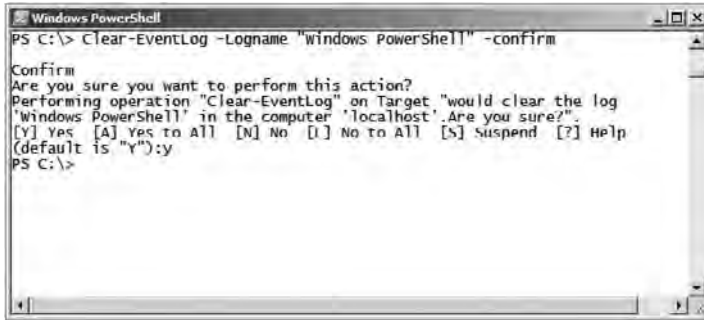 Windows PowerShell
PS C:\> Clear-EventLog -Logname "Windows PowerShell" -confirm
Confirm
Are you sure you want to perform this action?
Performing operation "Clear-EventLog" on Target "would clear the log
'Windows PowerShell' in the computer 'localhost'.Are you sure?".
[Y] Yes [A] Yes to All [N] No [L] No to All [S] Suspend [?] Help
(default is "Y"):y
PS C:\>